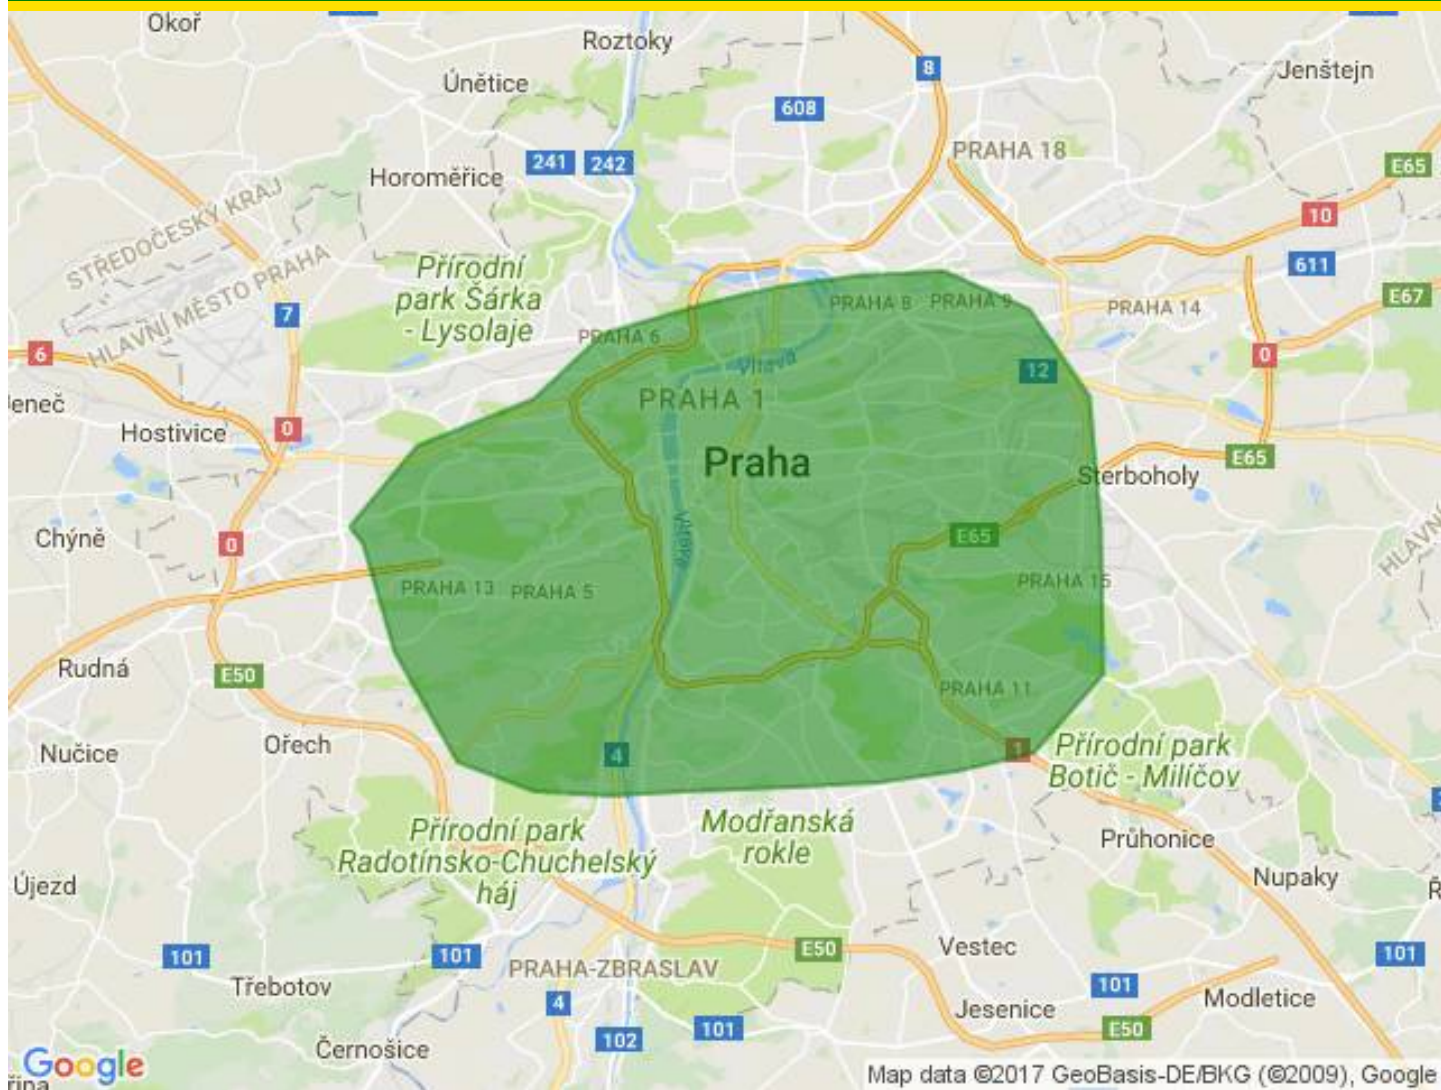 Okoř
Roztoky
Únětice
8
Jenštejn
608
PRAHA 18
241
242
E65
Horoměřice
STŘEDOČESKÝ KRAJ
10
Přírodní
park Šárka
- Lysolaje
611
HLAVNÍ MĚSTO PRAHA
E67
7
PRAHA 8
PRAHA 9
PRAHA 14
PRAHA 6
6
0
Vltava
12
PRAHA 1
Jeneč
Hostivice
0
Praha
E65
Sterboholy
Chýně
0
Vltava
E65
HLAVNÍ
PRAHA 13
PRAHA 5
PRAHA 15
Rudná
E50
PRAHA 11
Nučice
Ořech
4
1
Přírodní park
Botič - Milíčov
Přírodní park
Radotínsko-Chuchelský
háj
Modřanská
rokle
Průhonice
Újezd
Nupaky
Ř
101
101
PRAHA-ZBRASLAV
E50
Vestec
101
Třebotov
4
101
Modletice
Jesenice
Černošice
102
101
E50
Google
Map data ©2017 GeoBasis-DE/BKG (©2009), Google